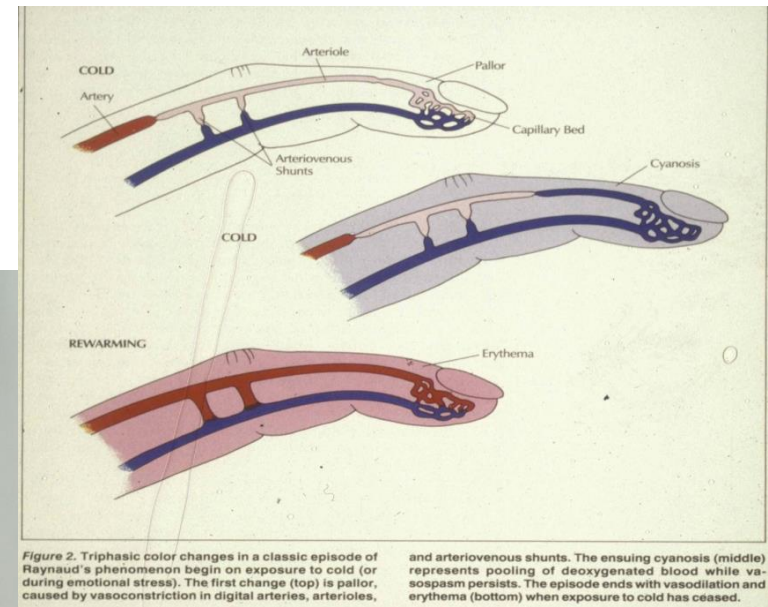 COLD
Arteriole
Pallor
Artery
Capillary Bed
Arteriovenous
Shunts
Cyanosis
COLD
REWARMING
Erythema
Figure 2. Triphasic color changes in a classic episode of
Raynaud's phenomenon begin on exposure to cold (or
during emotional stress). The first change (top) is pallor,
caused by vasoconstriction in digital arteries, arterioles,
and arteriovenous shunts. The ensuing cyanosis (middle)
represents pooling of deoxygenated blood while va-
sospasm persists. The episode ends with vasodilation and
erythema (bottom) when exposure to cold has ceased.